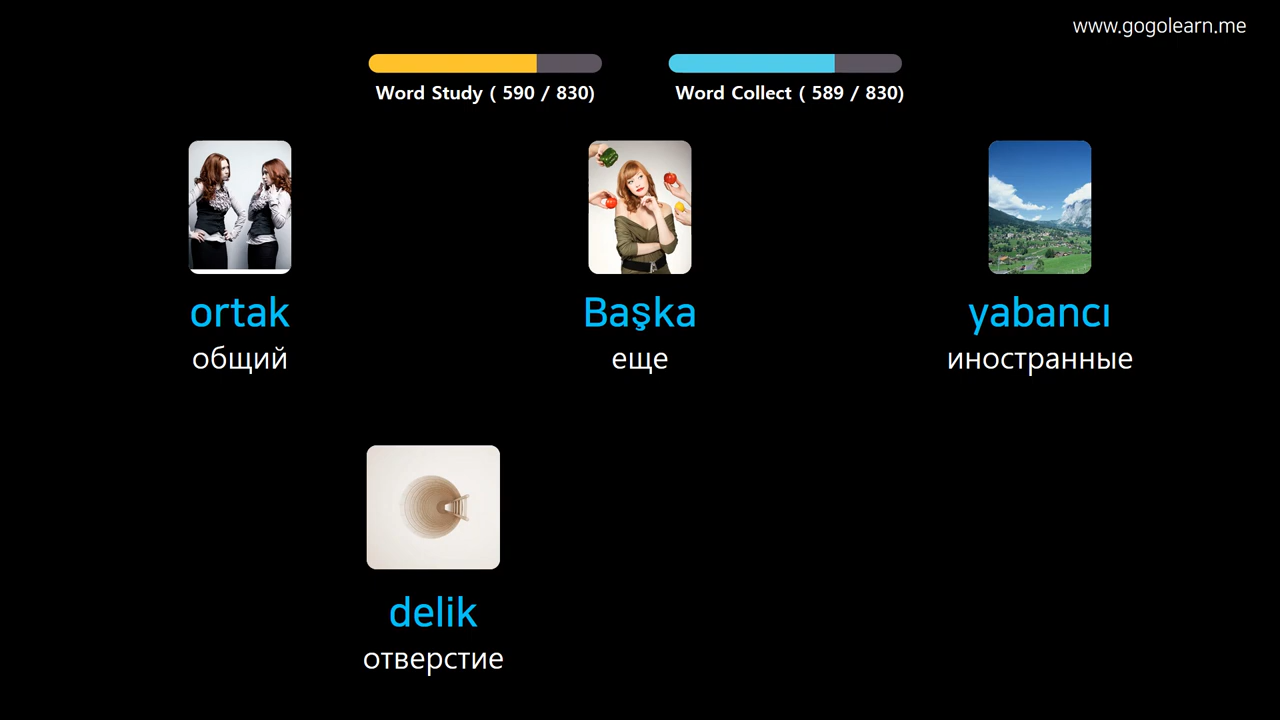 www.gogolearn.me
Word Study ( 590 / 830)
Word Collect ( 589 / 830)
ortak
общий
Başka
еще
yabancı
иностранные
delik
отверстие